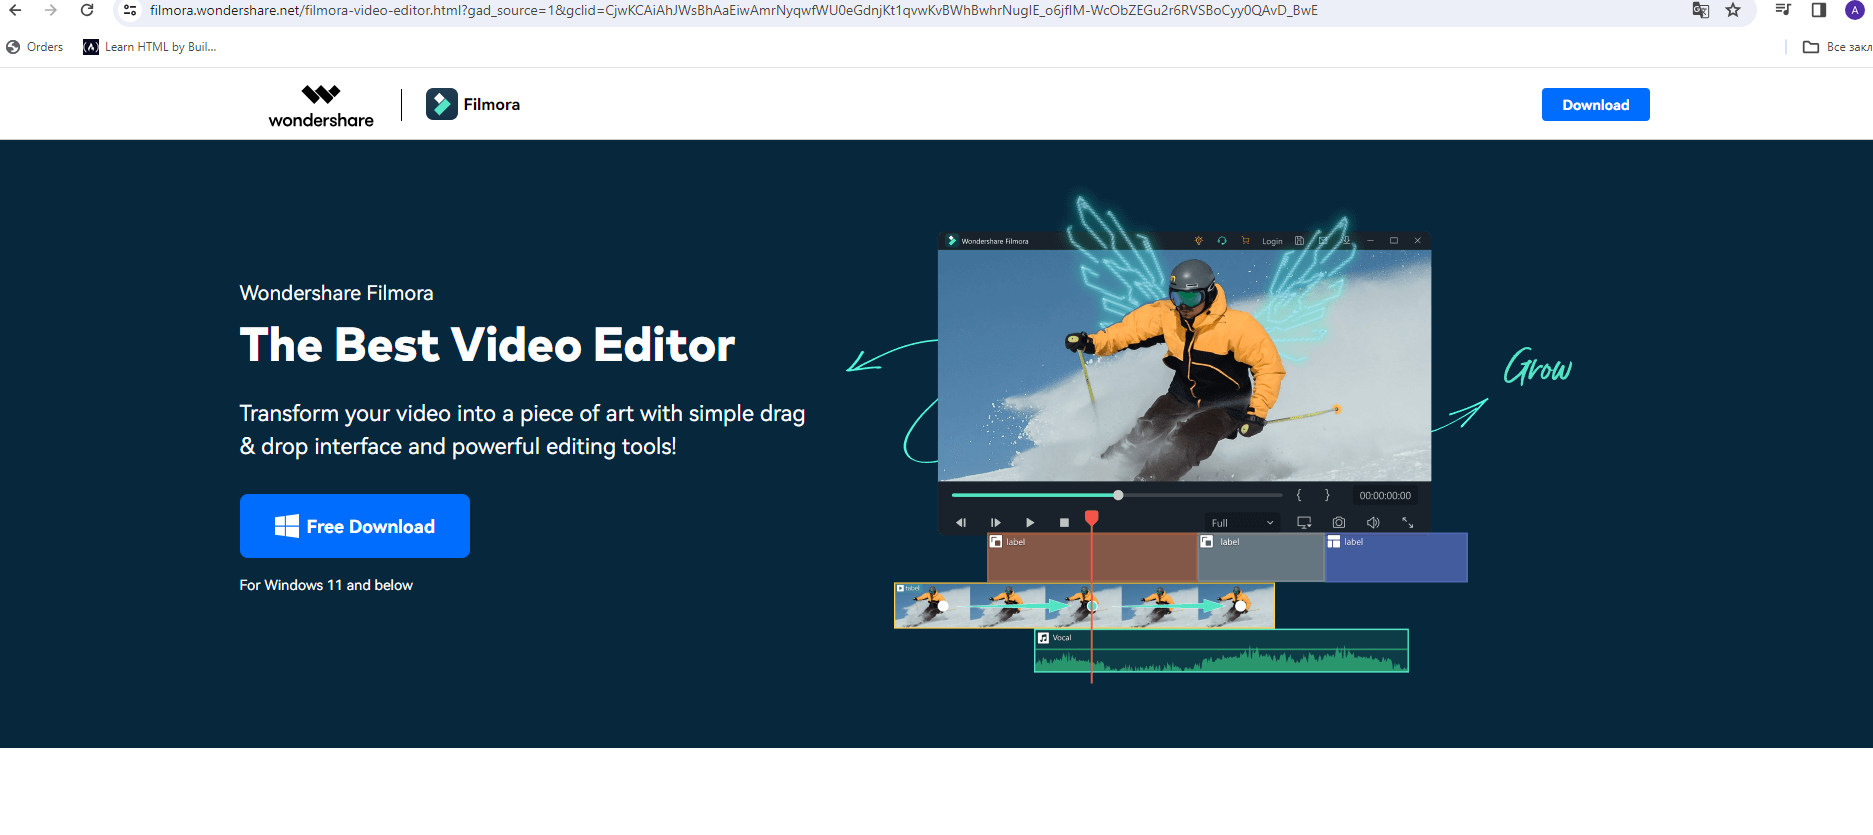 filmora.wondershare.net/filmora-video-editor.html?gad_source=1&gclid=CjwKCAiAhJWsBhAaEiwAmrNyqwfWU0eGdnjKt1qvwKvBWhBwhrNuglE_o6jflM-WcObZEGu2r6RVSBoCyy0QAvD_BwE
A
Orders
(A)
Learn HTML by Buil...
Все закл
wondershare
Filmora
Download
Wondershare Filmora
Login
Wondershare Filmora
The Best Video Editor
Grow
Transform your video into a piece of art with simple drag
& drop interface and powerful editing tools!
{ } 00:00:00:00
Free Download
Full
label label label
For Windows 11 and below
label
Vocal